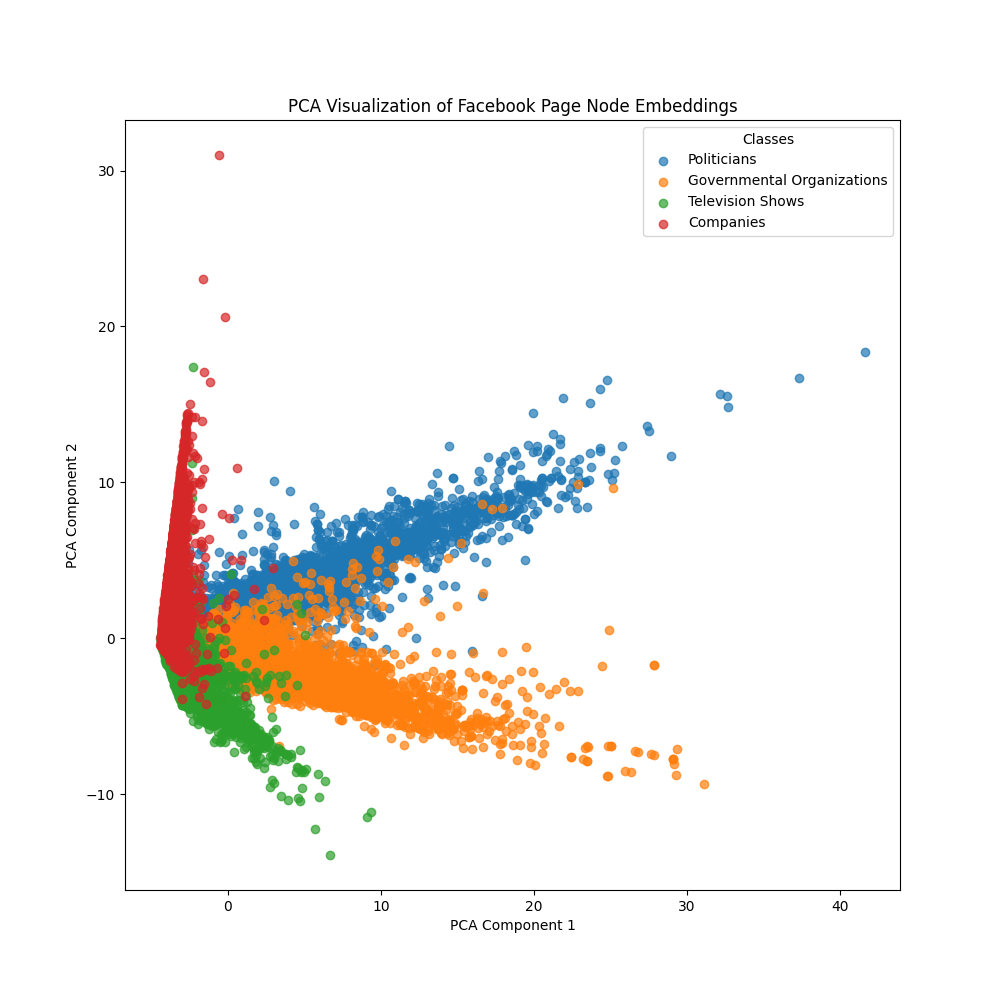 PCA Visualization of Facebook Page Node Embeddings
Classes
Politicians
Governmental Organizations
Television Shows
Companies
30
20
10
0
−10
PCA Component 2
0
10
20
30
40
PCA Component 1